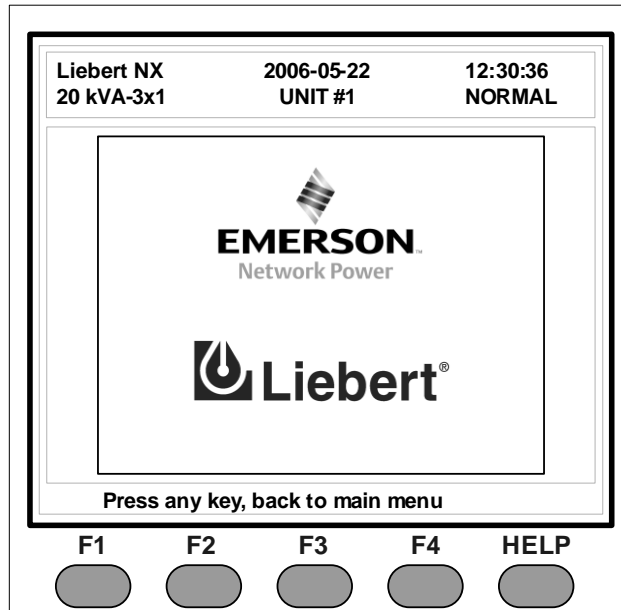 Liebert NX 2006-05-22 12:30:36
20 kVA-3x1 UNIT #1 NORMAL
EMERSON™
Network Power
Liebert®
Press any key, back to main menu
F1 F2 F3 F4 HELP